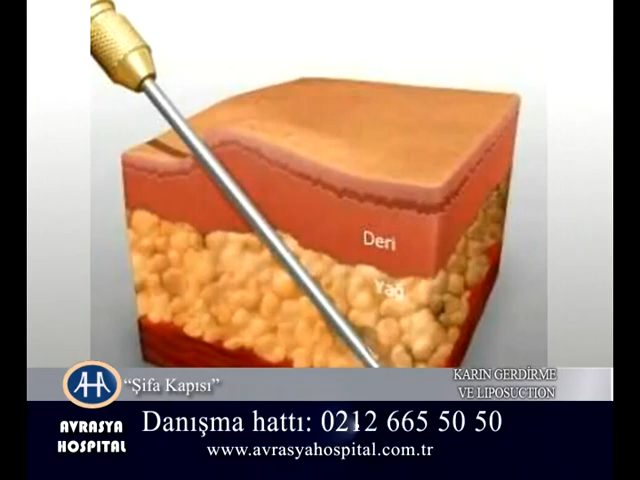 Deri
Yağ
"Şifa Kapısı"
KARIN GERDİRME
VE LIPOSUCTION
AVRASYA
HOSPITAL
Danışma hattı: 0212 665 50 50
www.avrasyahospital.com.tr